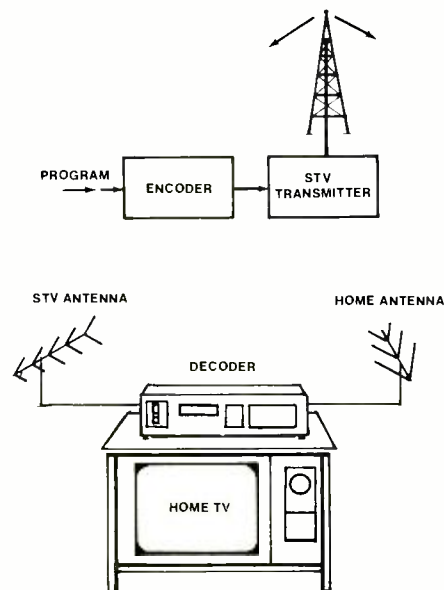 PROGRAM
ENCODER
STV
TRANSMITTER
STV ANTENNA
HOME ANTENNA
DECODER
HOME TV